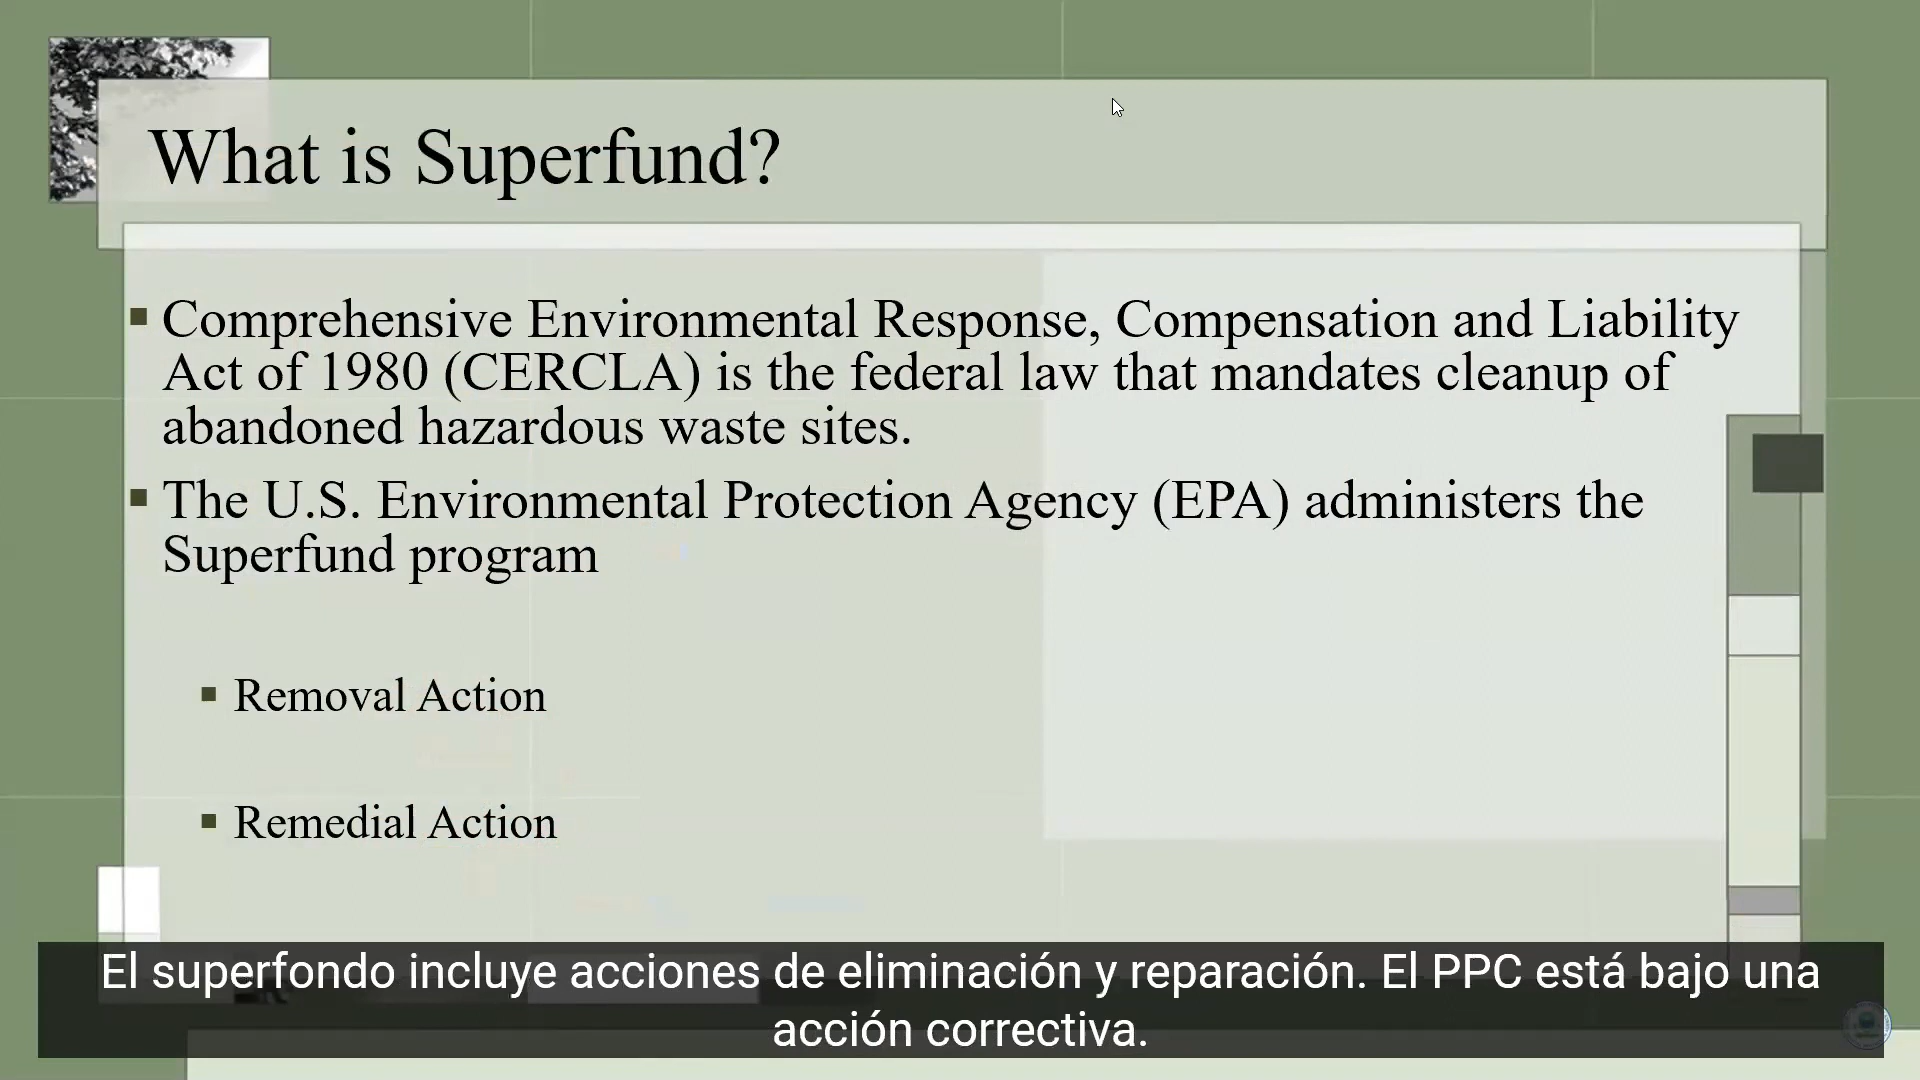 What is Superfund?
Comprehensive Environmental Response, Compensation and Liability
Act of 1980 (CERCLA) is the federal law that mandates cleanup of
abandoned hazardous waste sites.
The U.S. Environmental Protection Agency (EPA) administers the
Superfund program
Removal Action
Remedial Action
El superfondo incluye acciones de eliminación y reparación. El PPC está bajo una
acción correctiva.